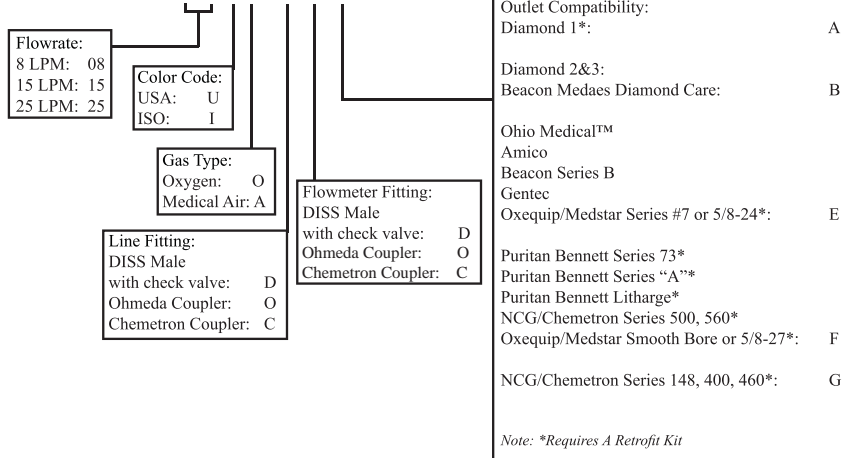 Flowrate:
8 LPM: 08
15 LPM: 15
25 LPM: 25
Color Code:
USA: U
ISO: I
Gas Type:
Oxygen: O
Medical Air: A
Line Fitting:
DISS Male
with check valve: D
Ohmeda Coupler: O
Chemetron Coupler: C
Flowmeter Fitting:
DISS Male
with check valve: D
Ohmeda Coupler: O
Chemetron Coupler: C
Outlet Compatibility:
Diamond 1*: A
Diamond 2&3:
Beacon Medaes Diamond Care: B
Ohio Medical™
Amico
Beacon Series B
Gentec
Oxequip/Medstar Series #7 or 5/8-24*: E
Puritan Bennett Series 73*
Puritan Bennett Series “A”*
Puritan Bennett Litharge*
NCG/Chemetron Series 500, 560*
Oxequip/Medstar Smooth Bore or 5/8-27*: F
NCG/Chemetron Series 148, 400, 460*: G
Note: *Requires A Retrofit Kit